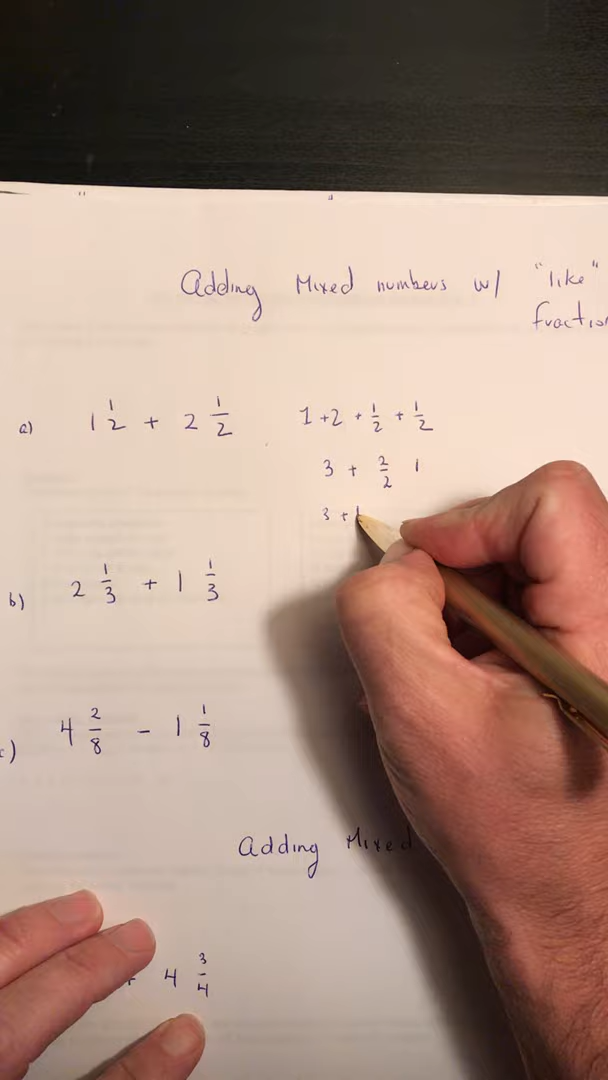 Adding Mixed numbers w/ "like"
fraction
a) 1 1/2 + 2 1/2 1 + 2 + 1/2 + 1/2
3 + 2/2 1
3 + 1
b) 2 1/3 + 1 1/3
c) 4 2/8 - 1 1/8
Adding Mixed
+ 4 3/4